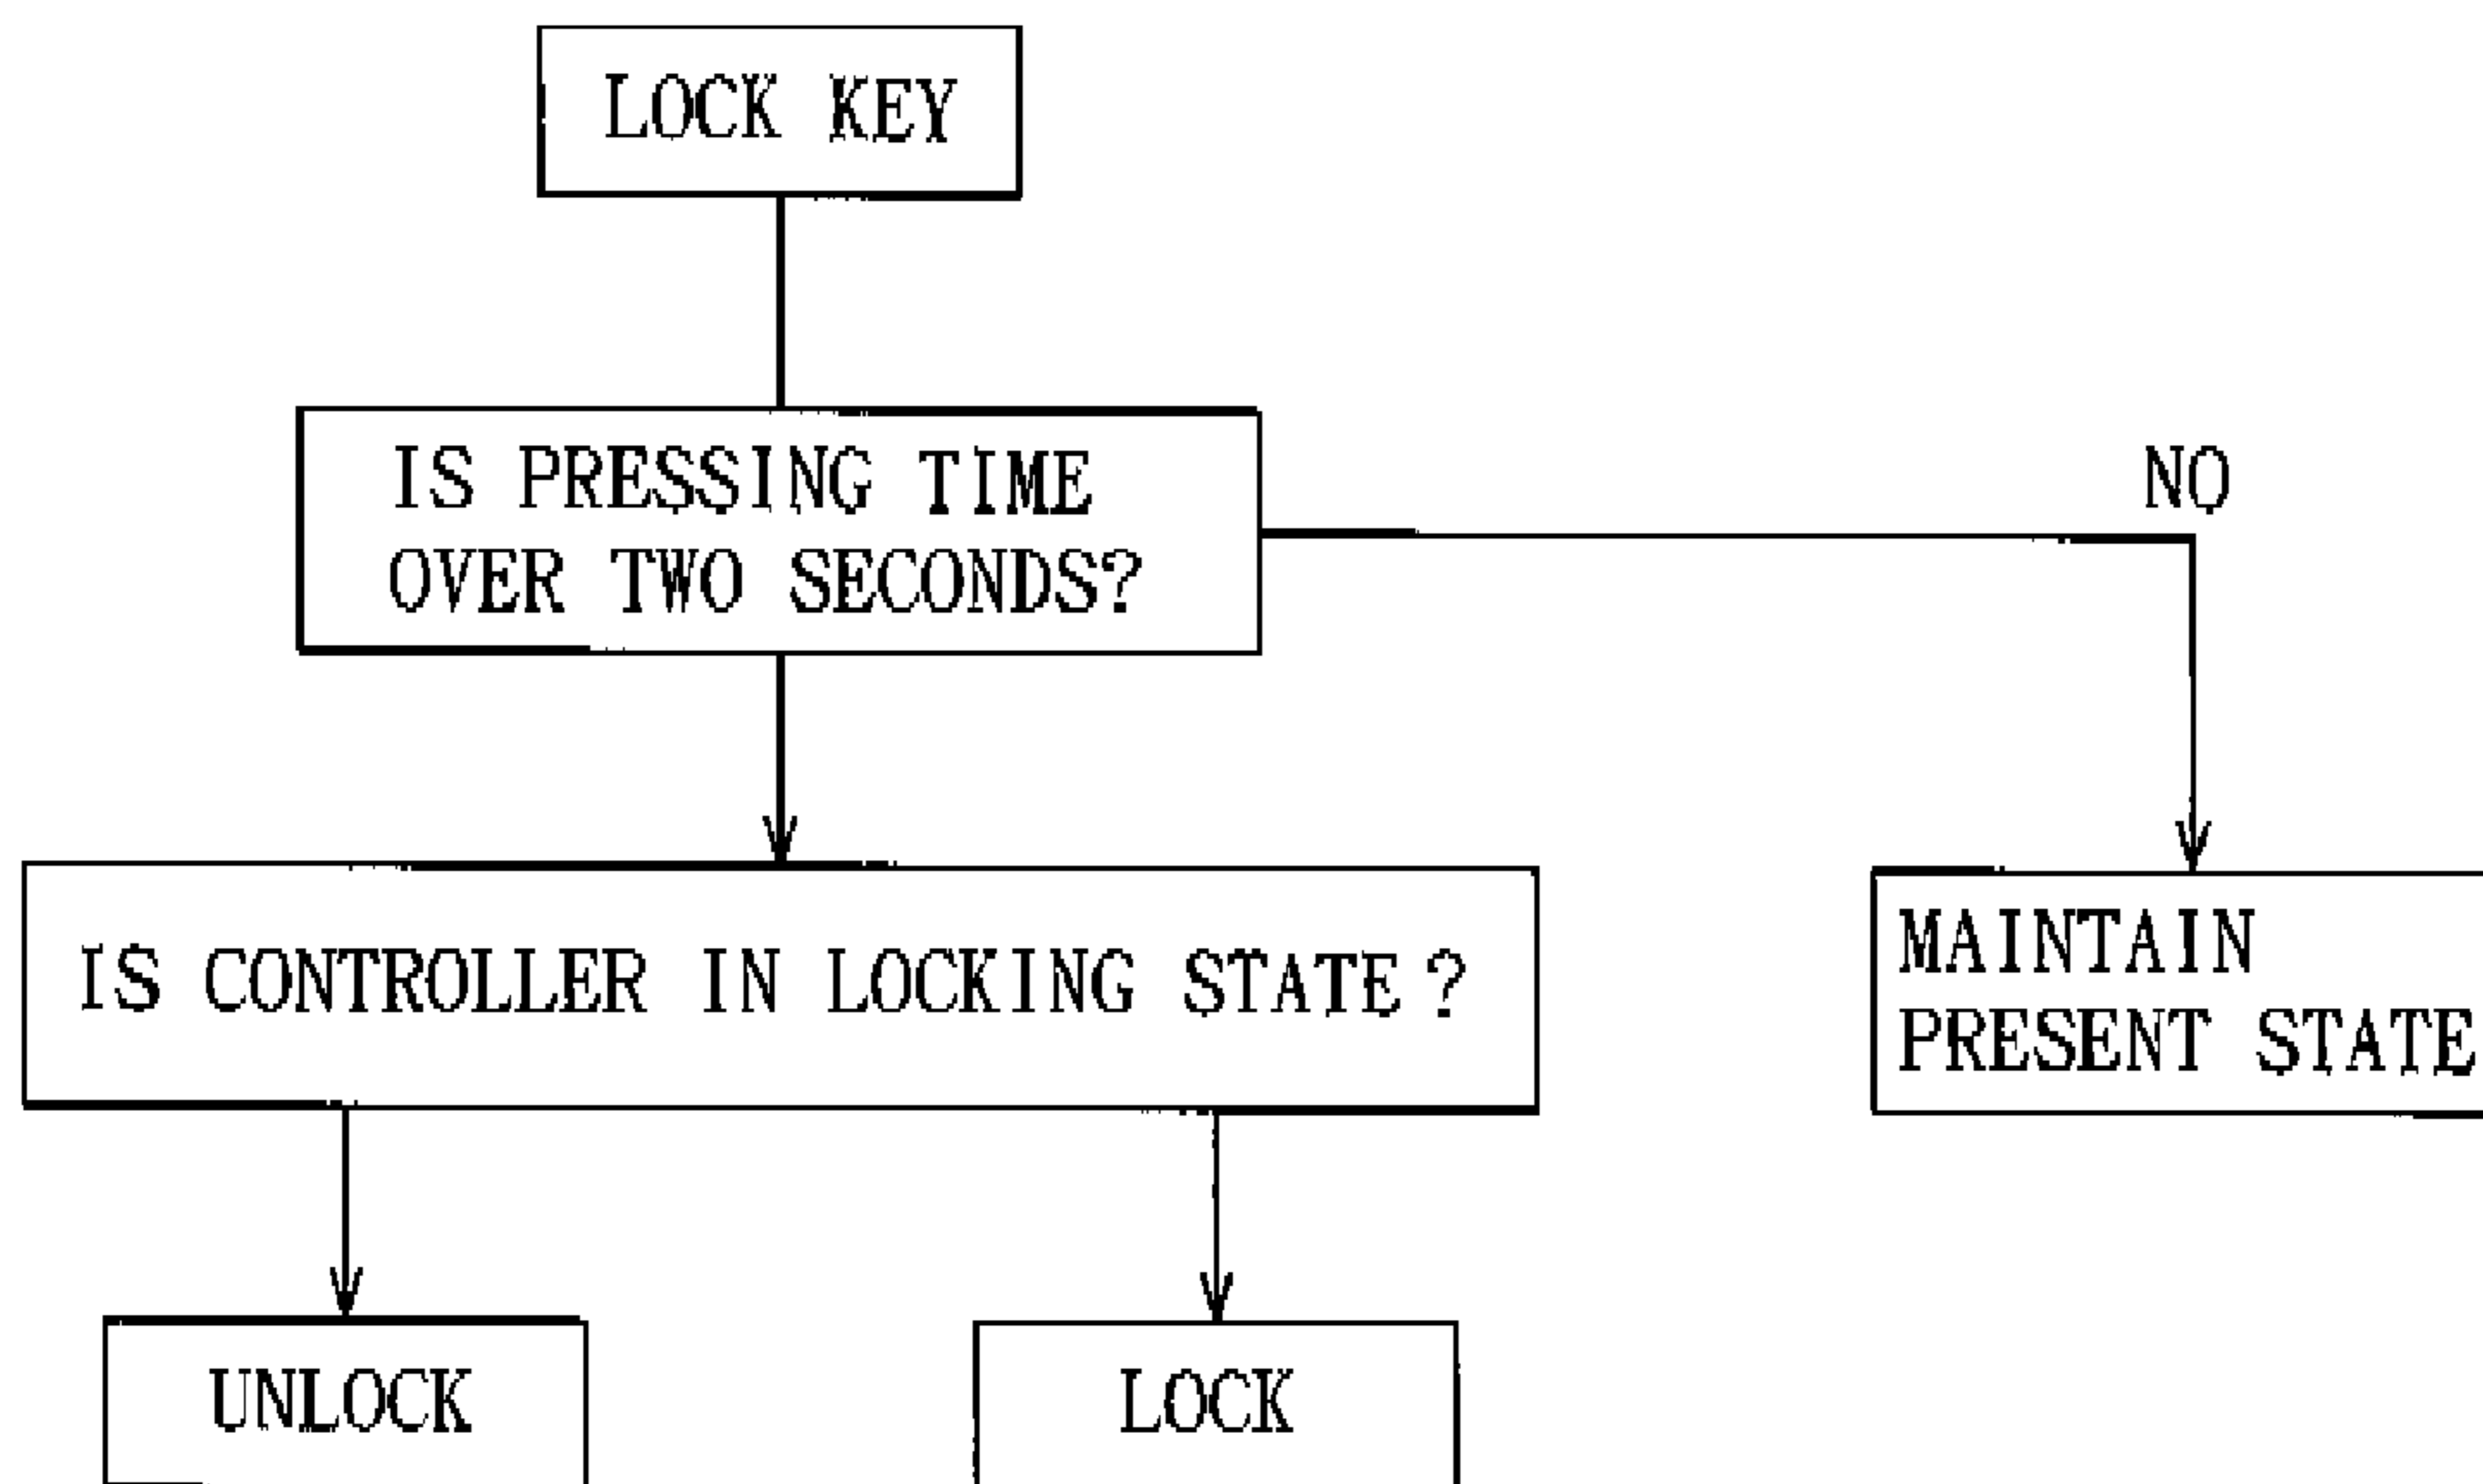 LOCK KEY
IS PRESSING TIME
OVER TWO SECONDS?
NO
IS CONTROLLER IN LOCKING STATE?
MAINTAIN
PRESENT STATE
UNLOCK
LOCK